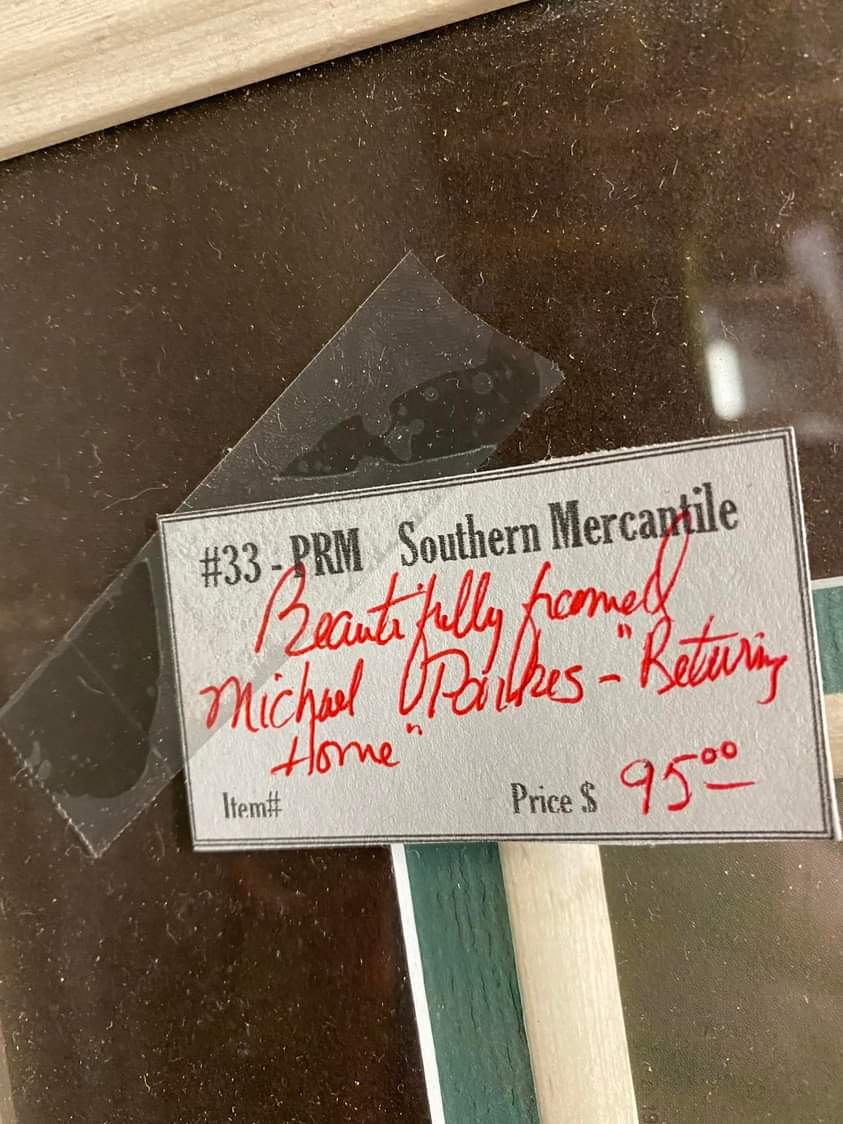 #33 - PRM Southern Mercantile
Beautifully framed
Michael Parkes - "Returning
Home"
Item# Price $ 95.00